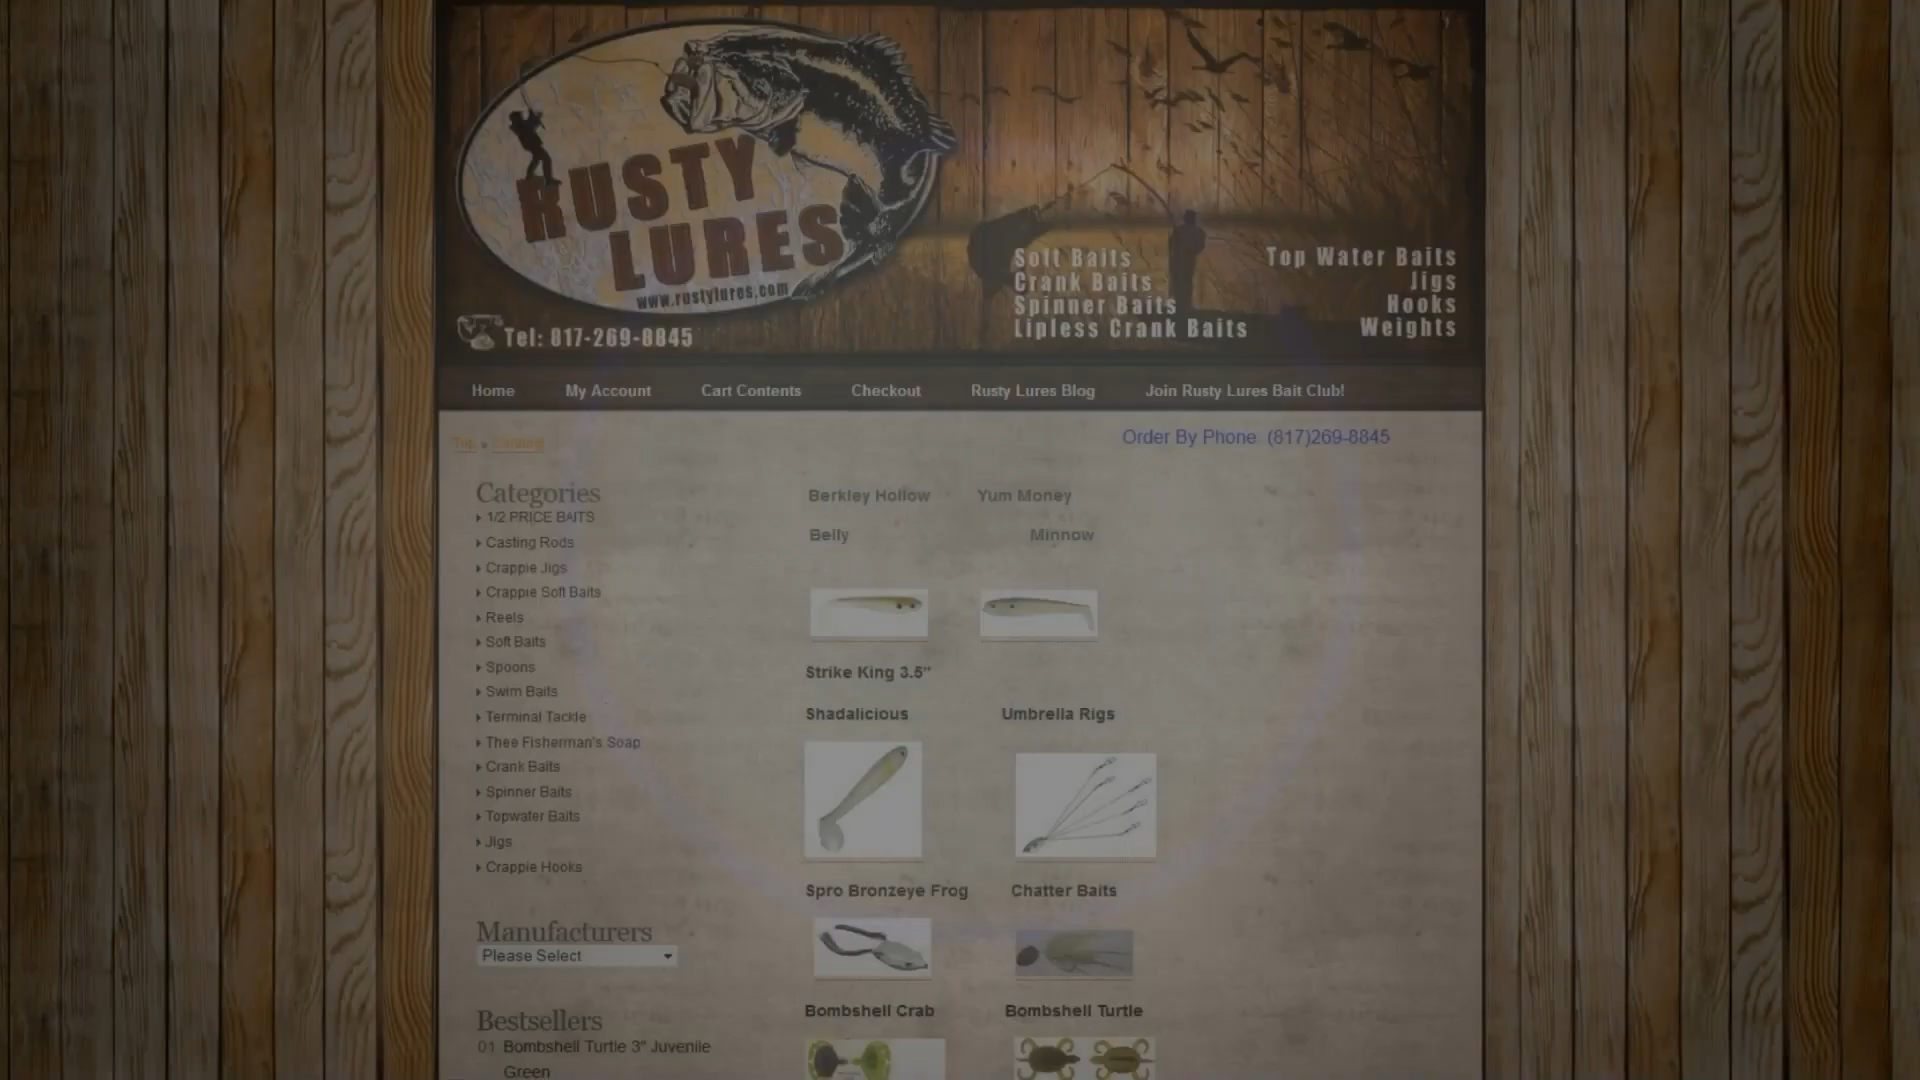 RUSTY
LURES
www.rustylures.com
Tel: 817-269-8845
Soft Baits
Crank Baits
Spinner Baits
Lipless Crank Baits
Top Water Baits
Jigs
Hooks
Weights
Home My Account Cart Contents Checkout Rusty Lures Blog Join Rusty Lures Bait Club!
Top » Catalog
Order By Phone (817)269-8845
Categories
1/2 PRICE BAITS
Casting Rods
Crappie Jigs
Crappie Soft Baits
Reels
Soft Baits
Spoons
Swim Baits
Terminal Tackle
Thee Fisherman's Soap
Crank Baits
Spinner Baits
Topwater Baits
Jigs
Crappie Hooks
Manufacturers
Please Select
Bestsellers
01 Bombshell Turtle 3" Juvenile
Green
Berkley Hollow Yum Money
Belly Minnow
Strike King 3.5"
Shadalicious Umbrella Rigs
Spro Bronzeye Frog Chatter Baits
Bombshell Crab Bombshell Turtle